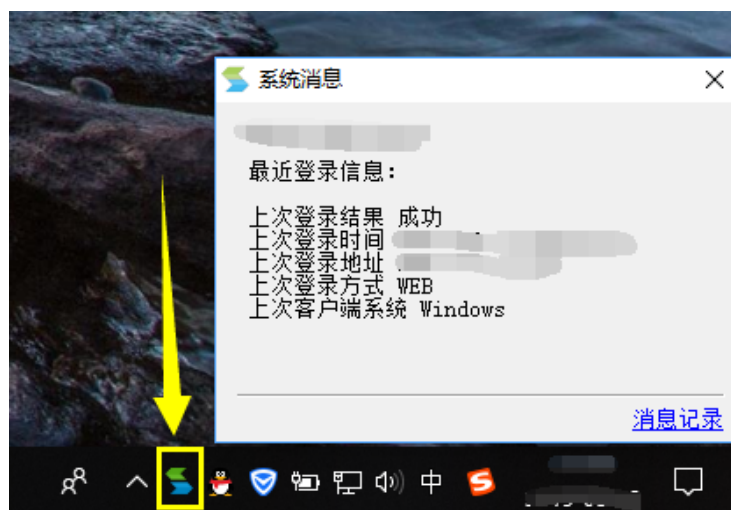 系统消息
最近登录信息：
上次登录结果 成功
上次登录时间
上次登录地址
上次登录方式 WEB
上次客户端系统 Windows
消息记录
中